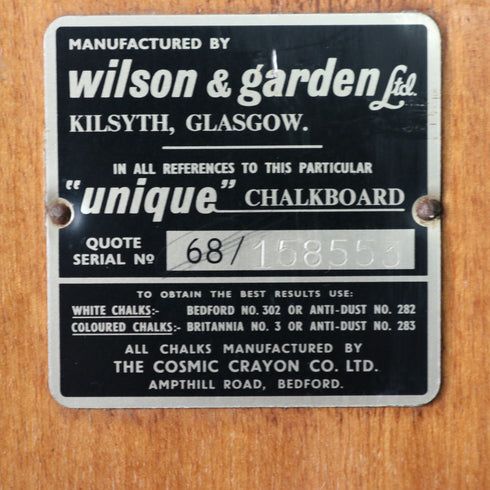 MANUFACTURED BY
wilson & garden Ltd.
KILSYTH, GLASGOW.
IN ALL REFERENCES TO THIS PARTICULAR
"unique" CHALKBOARD
QUOTE
SERIAL No 68/158553
TO OBTAIN THE BEST RESULTS USE:
WHITE CHALKS:- BEDFORD NO. 302 OR ANTI-DUST NO. 282
COLOURED CHALKS:- BRITANNIA NO. 3 OR ANTI-DUST NO. 283
ALL CHALKS MANUFACTURED BY
THE COSMIC CRAYON CO. LTD.
AMPTHILL ROAD, BEDFORD.